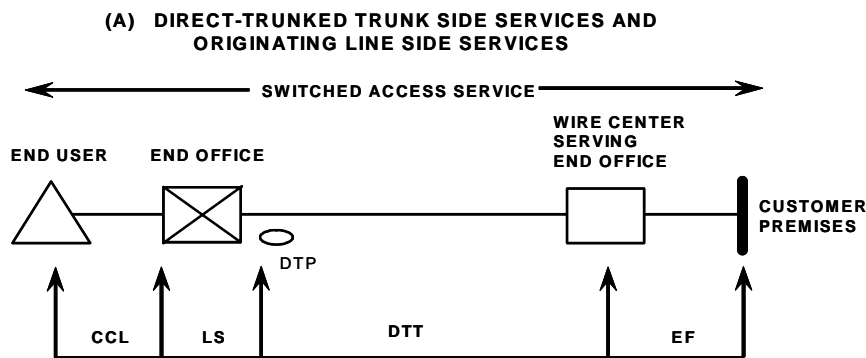 (A) DIRECT-TRUNKED TRUNK SIDE SERVICES AND
ORIGINATING LINE SIDE SERVICES
SWITCHED ACCESS SERVICE
WIRE CENTER
SERVING
END OFFICE
END USER
END OFFICE
CUSTOMER
PREMISES
DTP
CCL
LS
DTT
EF